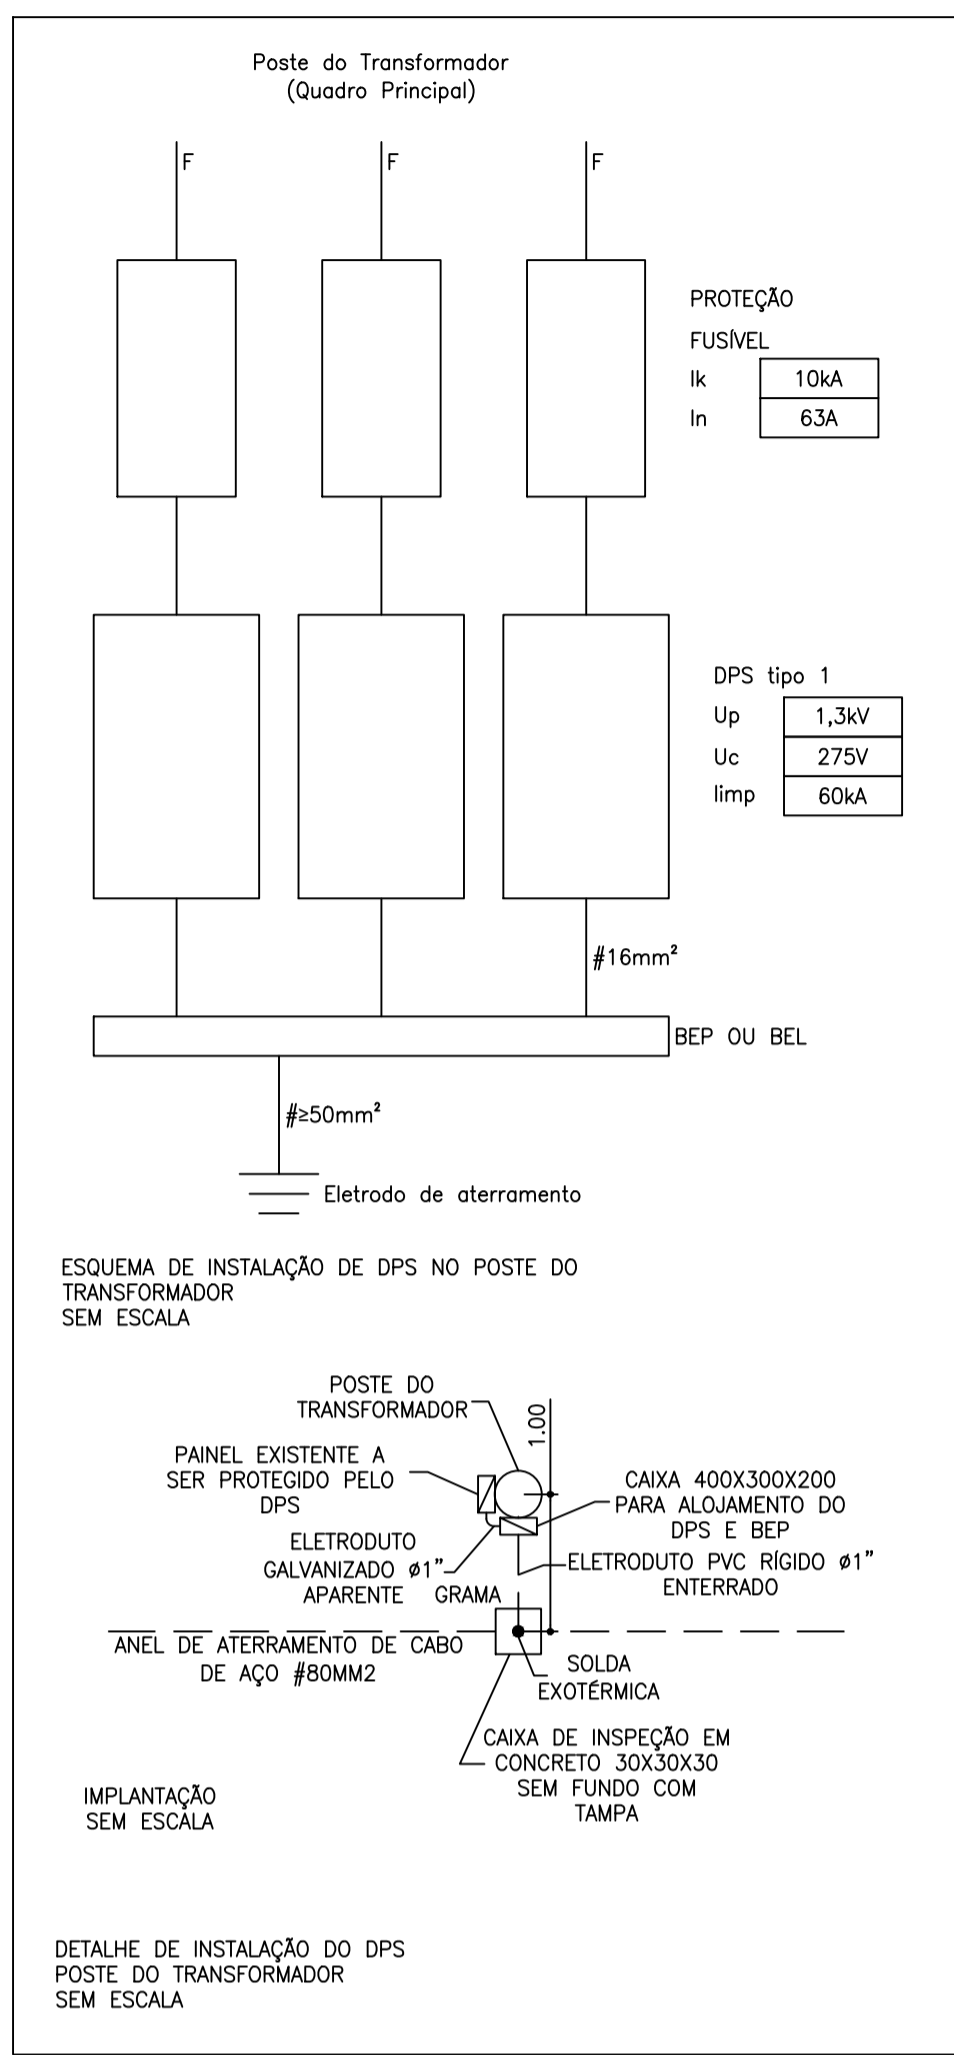 Poste do Transformador
(Quadro Principal)
F
F
F
PROTEÇÃO
FUSÍVEL
Ik 10kA
In 63A
DPS tipo 1
Up 1,3kV
Uc 275V
Iimp 60kA
#16mm²
BEP OU BEL
#≥50mm²
Eletrodo de aterramento
ESQUEMA DE INSTALAÇÃO DE DPS NO POSTE DO
TRANSFORMADOR
SEM ESCALA
POSTE DO
TRANSFORMADOR
1.00
PAINEL EXISTENTE A
SER PROTEGIDO PELO
DPS
CAIXA 400X300X200
PARA ALOJAMENTO DO
DPS E BEP
ELETRODUTO
GALVANIZADO ø1"
APARENTE
ELETRODUTO PVC RÍGIDO ø1"
ENTERRADO
GRAMA
ANEL DE ATERRAMENTO DE CABO
DE AÇO #80MM2
SOLDA
EXOTÉRMICA
CAIXA DE INSPEÇÃO EM
CONCRETO 30X30X30
SEM FUNDO COM
TAMPA
IMPLANTAÇÃO
SEM ESCALA
DETALHE DE INSTALAÇÃO DO DPS
POSTE DO TRANSFORMADOR
SEM ESCALA